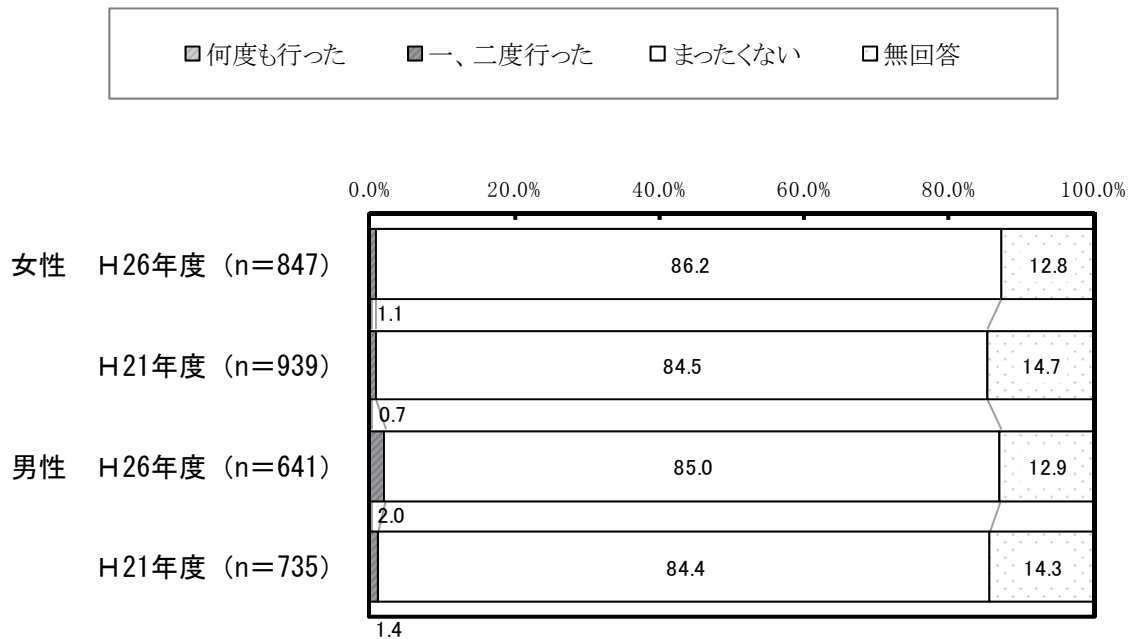 何度も行った 一、二度行った まったくない 無回答
0.0% 20.0% 40.0% 60.0% 80.0% 100.0%
女性 H26年度（n＝847） 86.2 12.8
1.1
H21年度（n＝939） 84.5 14.7
0.7
男性 H26年度（n＝641） 85.0 12.9
2.0
H21年度（n＝735） 84.4 14.3
1.4